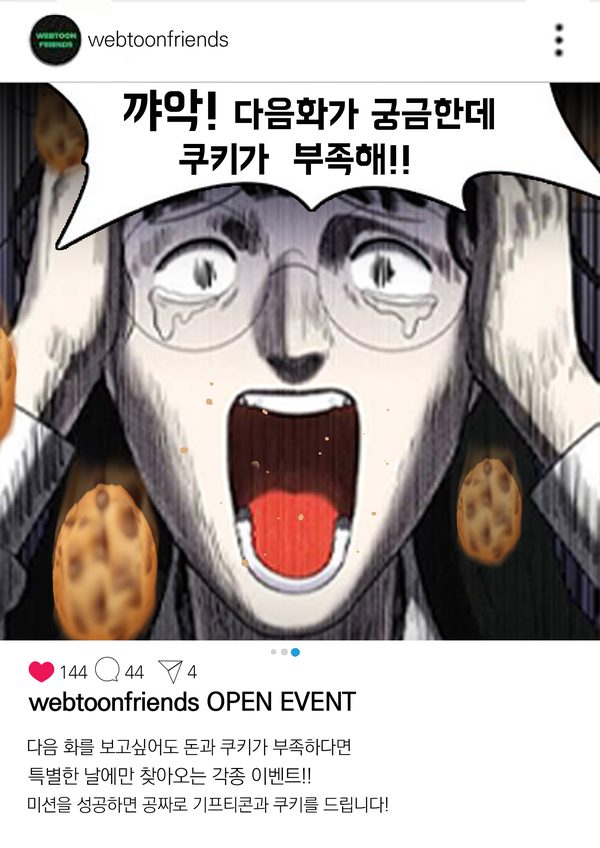 WEBTOON
FRIENDS
webtoonfriends
꺄악! 다음화가 궁금한데
쿠키가 부족해!!
144 44 4
webtoonfriends OPEN EVENT
다음 화를 보고싶어도 돈과 쿠키가 부족하다면
특별한 날에만 찾아오는 각종 이벤트!!
미션을 성공하면 공짜로 기프티콘과 쿠키를 드립니다!